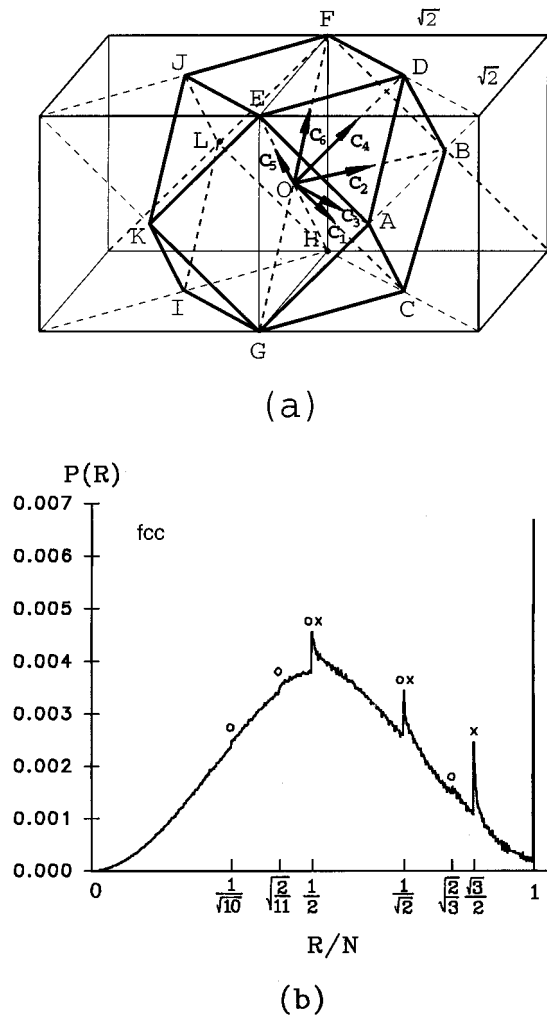 F √2
J D √2
E
L C₆ C₄ B
C₅ C₂
O
K H C₃ C₁ A
I C
G
(a)
P(R)
0.007
fcc
0.006
0.005
o x
0.004 o o x
0.003 o x
0.002 o
0.001
0.000
0 1/√10 √2/11 1/2 1/√2 √2/3 √3/2 1
R/N
(b)